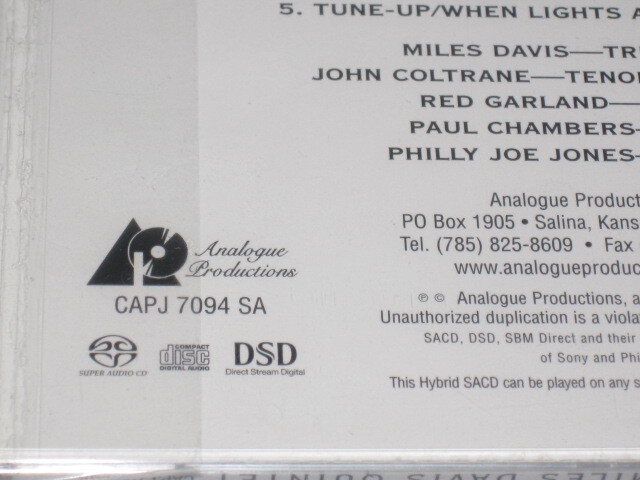 5. TUNE-UP/WHEN LIGHTS A
MILES DAVIS—TR
JOHN COLTRANE—TENO
RED GARLAND—
PAUL CHAMBERS—
PHILLY JOE JONES—
Analogue Product
PO Box 1905 • Salina, Kans
Tel. (785) 825-8609 • Fax
www.analogueproduc
℗ © Analogue Productions, a
Unauthorized duplication is a viola
SACD, DSD, SBM Direct and their
of Sony and Phi
This Hybrid SACD can be played on any s
Analogue
Productions
CAPJ 7094 SA
SUPER AUDIO CD
COMPACT
disc
DIGITAL AUDIO
DSD
Direct Stream Digital
MILES DAVIS QUINTET